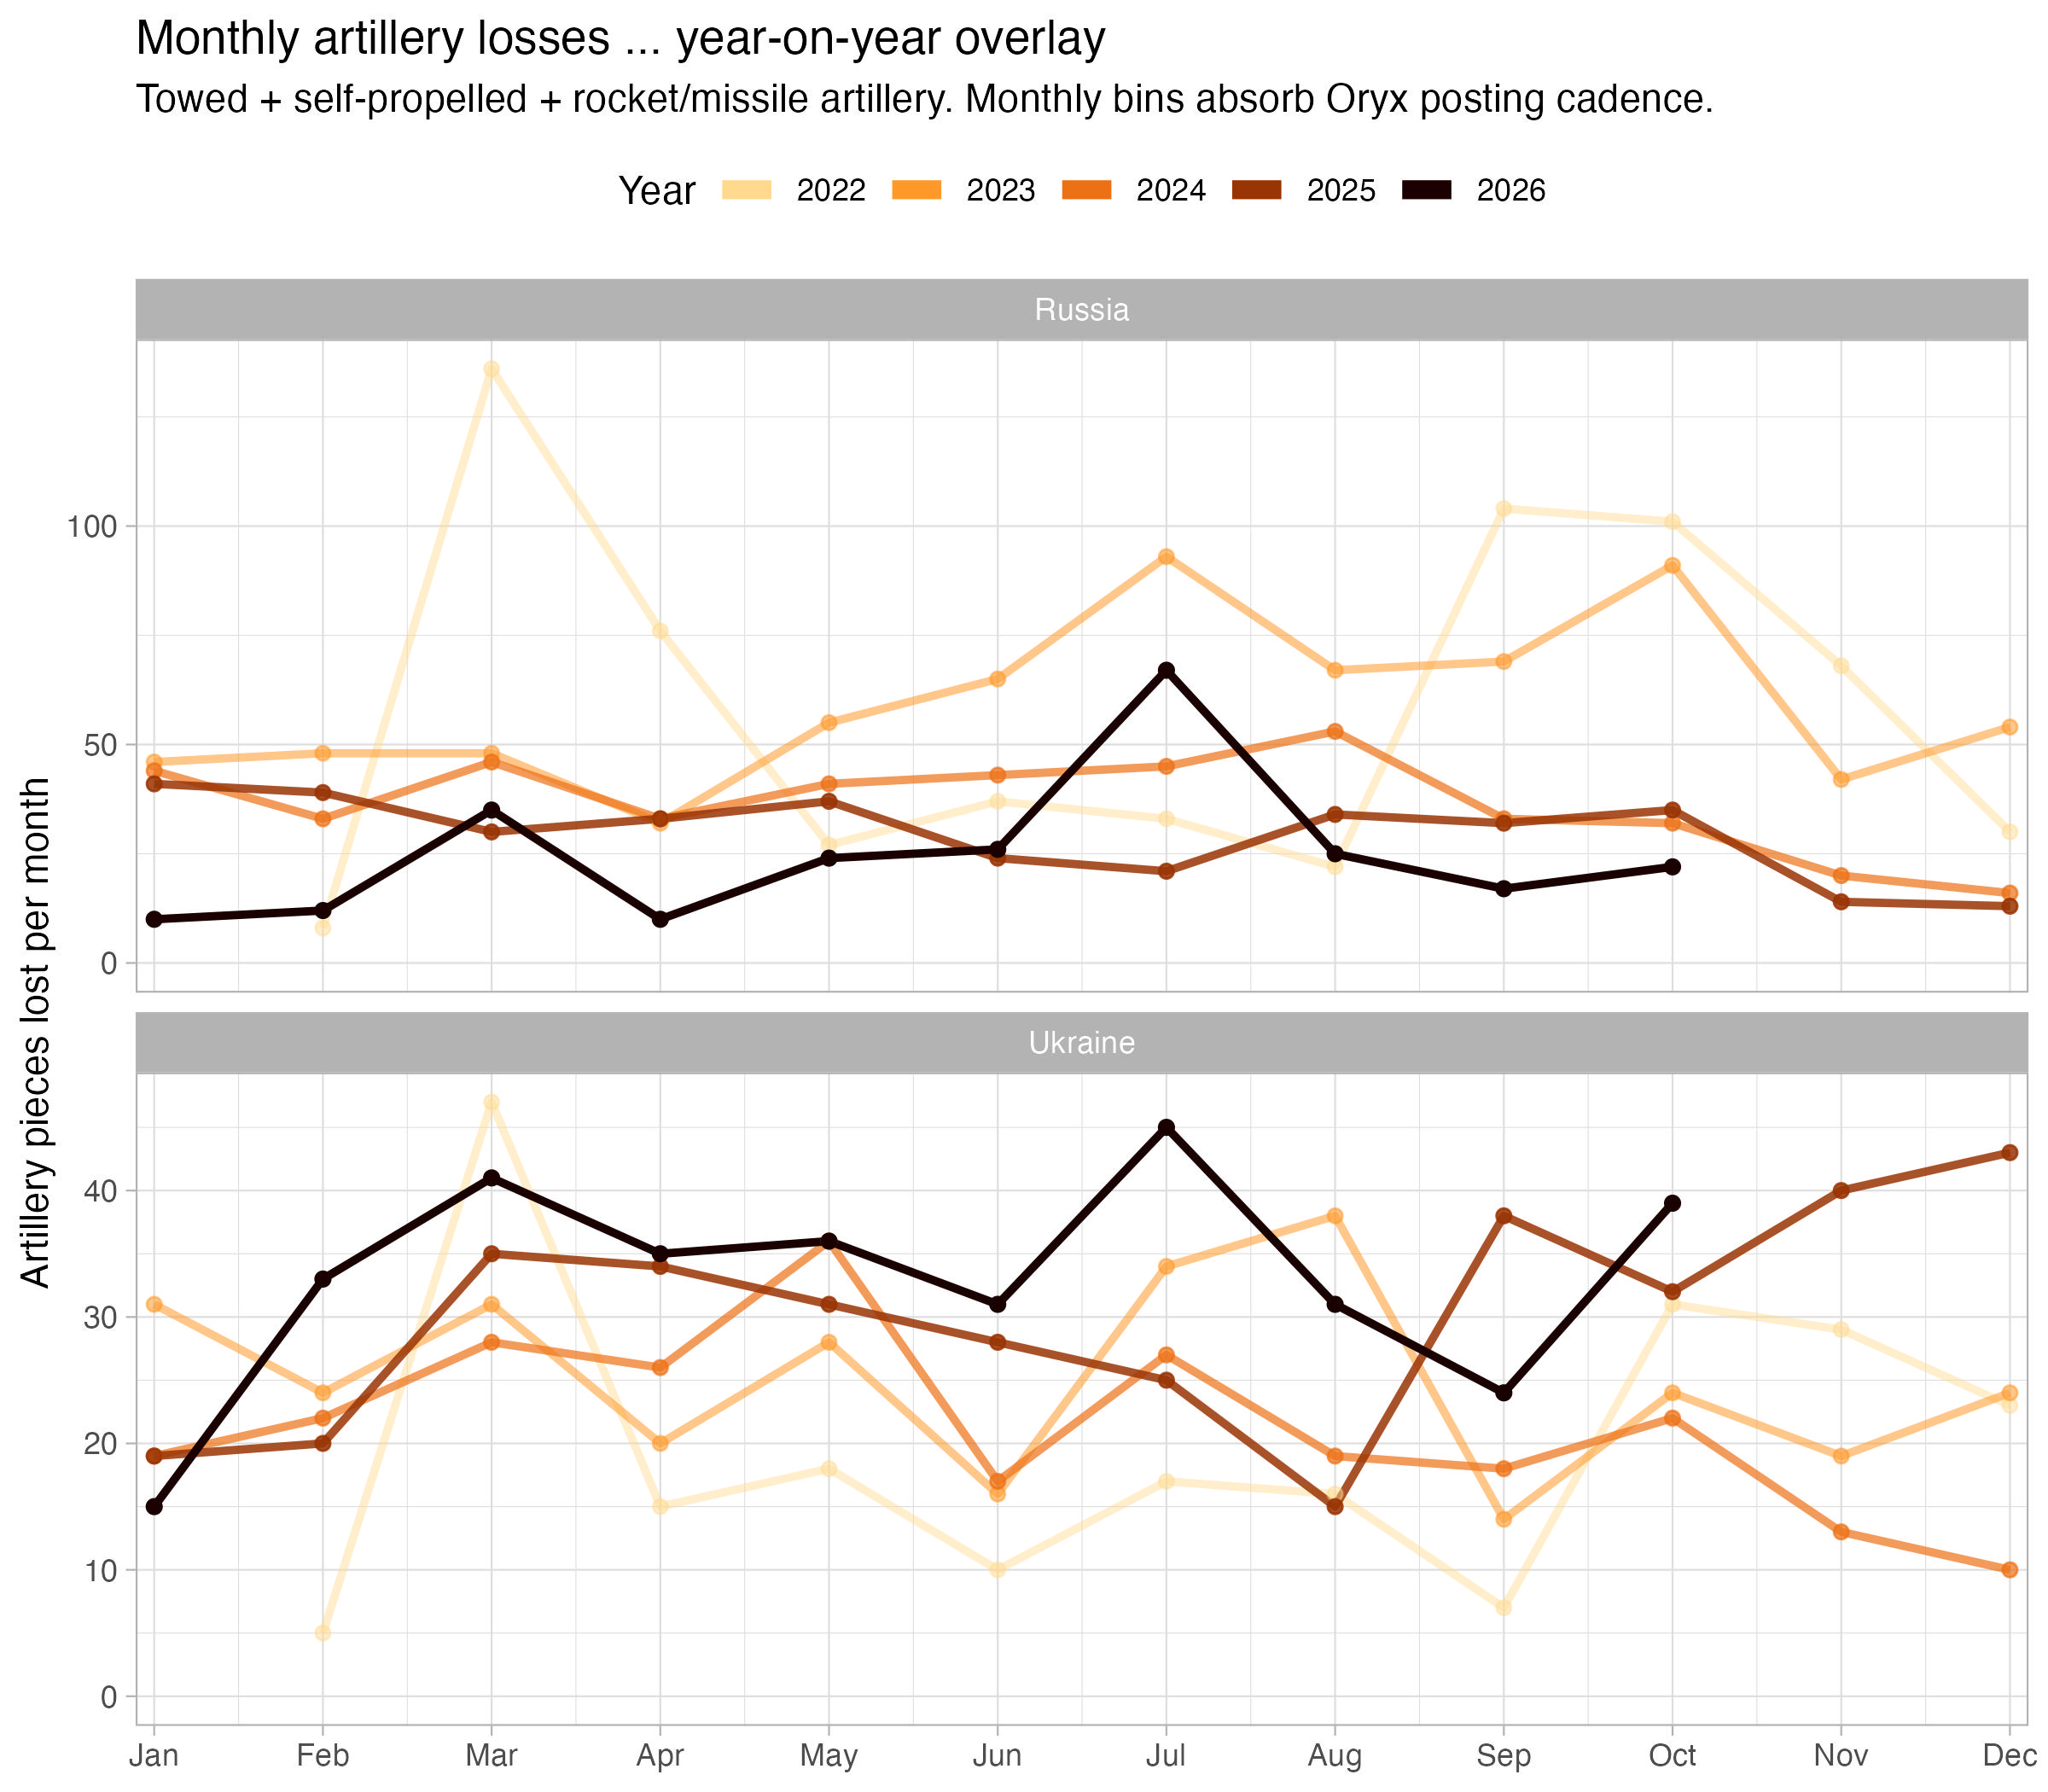 Monthly artillery losses ... year-on-year overlay
Towed + self-propelled + rocket/missile artillery. Monthly bins absorb Oryx posting cadence.
Year 2022 2023 2024 2025 2026
Russia
100
50
0
Artillery pieces lost per month
Ukraine
40
30
20
10
0
Jan Feb Mar Apr May Jun Jul Aug Sep Oct Nov Dec